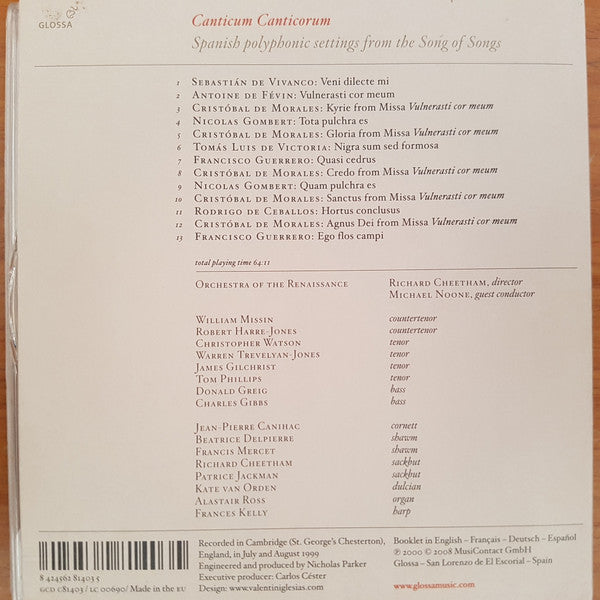 GLOSSA
Canticum Canticorum
Spanish polyphonic settings from the Song of Songs
1 Sebastián de Vivanco: Veni dilecte mi
2 Antoine de Févin: Vulnerasti cor meum
3 Cristóbal de Morales: Kyrie from Missa Vulnerasti cor meum
4 Nicolas Gombert: Tota pulchra es
5 Cristóbal de Morales: Gloria from Missa Vulnerasti cor meum
6 Tomás Luis de Victoria: Nigra sum sed formosa
7 Francisco Guerrero: Quasi cedrus
8 Cristóbal de Morales: Credo from Missa Vulnerasti cor meum
9 Nicolas Gombert: Quam pulchra es
10 Cristóbal de Morales: Sanctus from Missa Vulnerasti cor meum
11 Rodrigo de Ceballos: Hortus conclusus
12 Cristóbal de Morales: Agnus Dei from Missa Vulnerasti cor meum
13 Francisco Guerrero: Ego flos campi
total playing time 64:11
Orchestra of the Renaissance Richard Cheetham, director
Michael Noone, guest conductor
William Missin countertenor
Robert Harre-Jones countertenor
Christopher Watson tenor
Warren Trevelyan-Jones tenor
James Gilchrist tenor
Tom Phillips tenor
Donald Greig bass
Charles Gibbs bass
Jean-Pierre Canihac cornett
Beatrice Delpierre shawm
Francis Mercet shawm
Richard Cheetham sackbut
Patrice Jackman sackbut
Kate van Orden dulcian
Alastair Ross organ
Frances Kelly harp
8 424562 81403 5
GCD C81403 / LC 00690 / Made in the EU
Recorded in Cambridge (St. George's Chesterton),
England, in July and August 1999
Engineered and produced by Nicholas Parker
Executive producer: Carlos Céster
Design: www.valentiniglesias.com
Booklet in English – Français – Deutsch – Español
℗ 2000 © 2008 MusiContact GmbH
Glossa – San Lorenzo de El Escorial – Spain
www.glossamusic.com